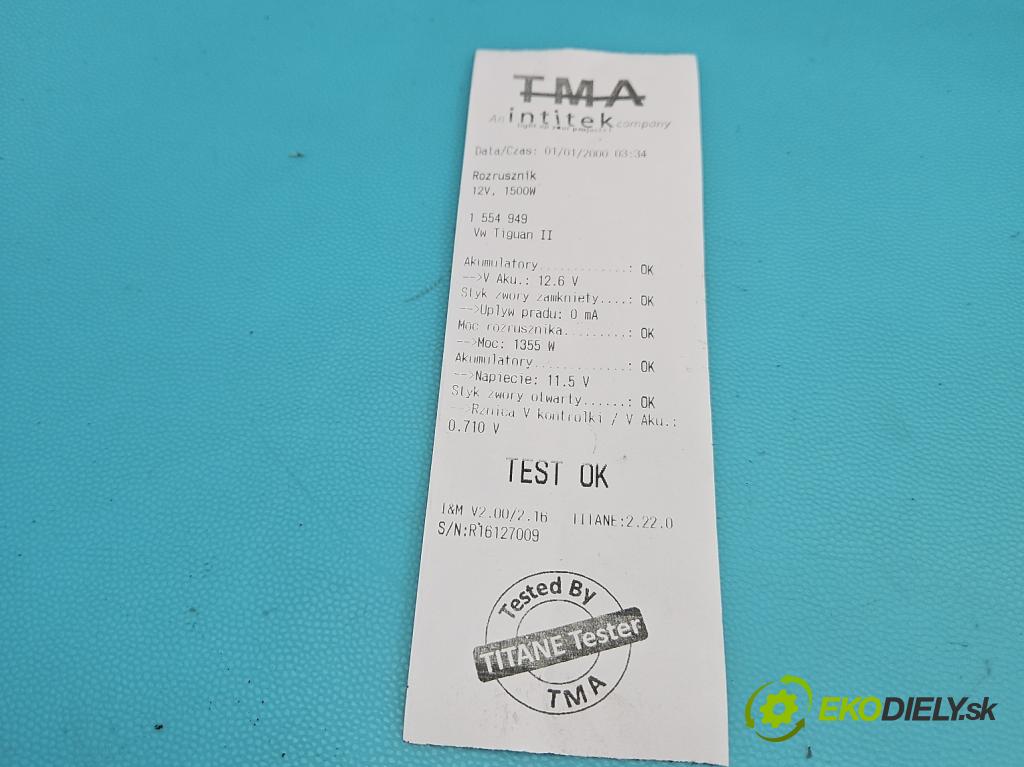 TMA
An intitek company
light up your projects!
Data/Czas: 01/01/2000 03:34
Rozrusznik
12V, 1500W
1 554 949
Vw Tiguan II
Akumulatory............: OK
-->V Aku.: 12.6 V
Styk zwory zamkniety....: OK
-->Uplyw pradu: 0 mA
Moc rozrusznika.........: OK
-->Moc: 1355 W
Akumulatory............: OK
-->Napiecie: 11.5 V
Styk zwory otwarty......: OK
-->Rznica V kontrolki / V Aku.:
0.710 V
TEST OK
I&M V2.00/2.16 TITANE:2.22.0
S/N:R16127009
Tested By
TITANE Tester
TMA
EKODIELY.sk